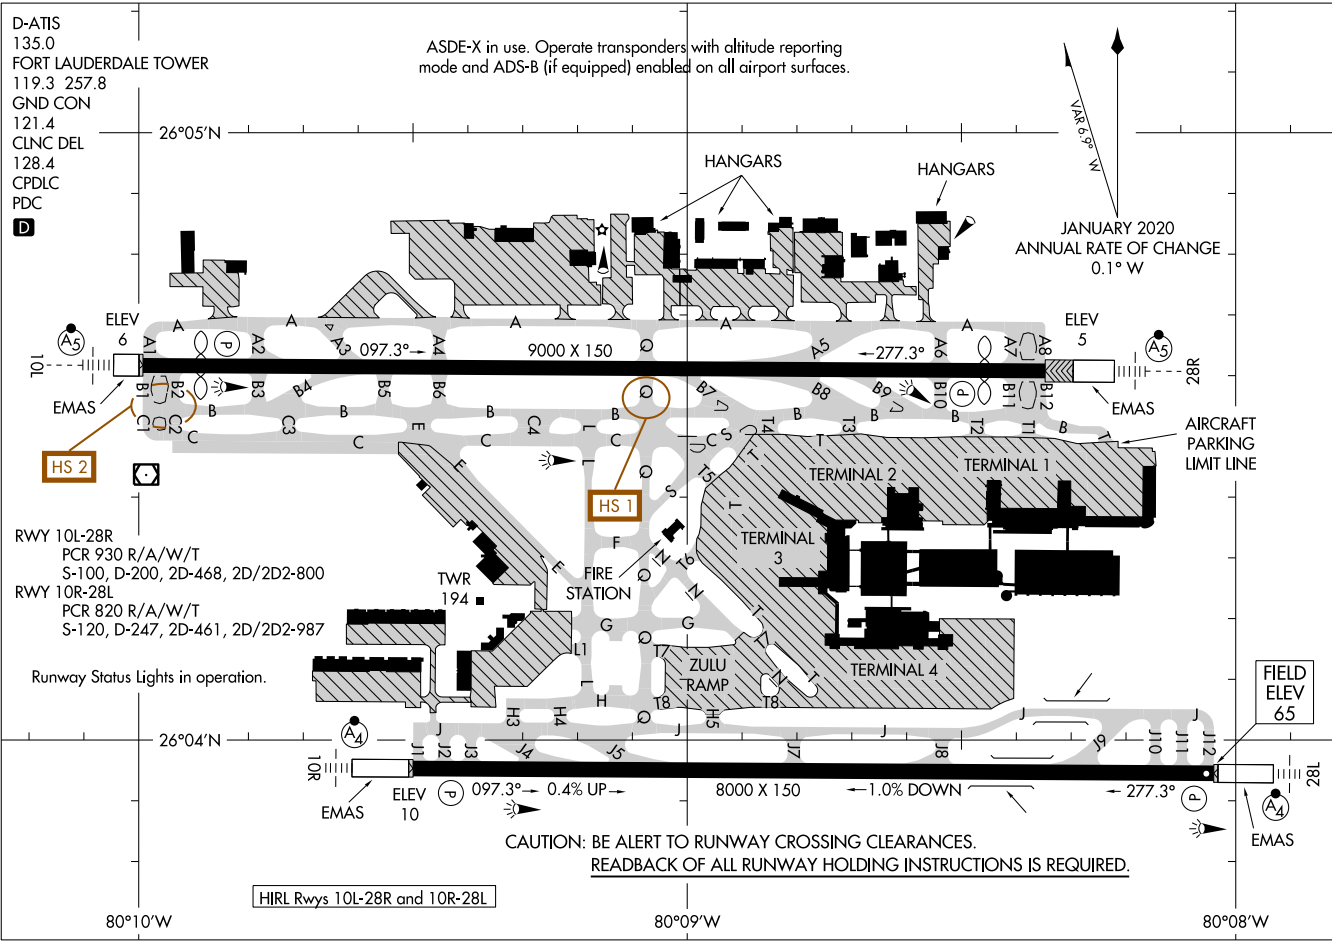 D-ATIS
135.0
FORT LAUDERDALE TOWER
119.3 257.8
GND CON
121.4
CLNC DEL
128.4
CPDLC
PDC
D
ASDE-X in use. Operate transponders with altitude reporting
mode and ADS-B (if equipped) enabled on all airport surfaces.
VAR 6.9° W
JANUARY 2020
ANNUAL RATE OF CHANGE
0.1° W
26°05'N
HANGARS
HANGARS
ELEV
6
A5
10L
EMAS
A
A
A
A
A
A1
A2
A3
A4
Q
A5
A6
A7
A8
P
097.3°
9000 X 150
277.3°
ELEV
5
A5
28R
EMAS
B1
B2
B3
B4
B5
B6
Q
B7
B8
B9
B10
P
B11
B12
C1
C2
B
B
B
B
B
B
B
B
C
C3
C
E
C
C4
L
C
C
S
T4
T3
T
T2
T1
T
HS 2
HS 1
AIRCRAFT
PARKING
LIMIT LINE
E
L
Q
S
T5
T
T
TERMINAL 2
TERMINAL 1
TERMINAL
3
RWY 10L-28R
PCR 930 R/A/W/T
S-100, D-200, 2D-468, 2D/2D2-800
RWY 10R-28L
PCR 820 R/A/W/T
S-120, D-247, 2D-461, 2D/2D2-987
TWR
194
E
F
FIRE
STATION
N
Q
T6
N
G
Q
G
T
T7
Runway Status Lights in operation.
L1
L
T7
ZULU
RAMP
N
T
TERMINAL 4
FIELD
ELEV
65
H
T8
T8
H3
H4
Q
H5
J
J
J
J
J
26°04'N
A4
10R
EMAS
ELEV
10
J1
J2
J3
J4
J5
J7
J8
J9
J10
J11
J12
P
097.3°
0.4% UP
8000 X 150
1.0% DOWN
277.3°
P
28L
A4
EMAS
CAUTION: BE ALERT TO RUNWAY CROSSING CLEARANCES.
READBACK OF ALL RUNWAY HOLDING INSTRUCTIONS IS REQUIRED.
HIRL Rwys 10L-28R and 10R-28L
80°10'W
80°09'W
80°08'W